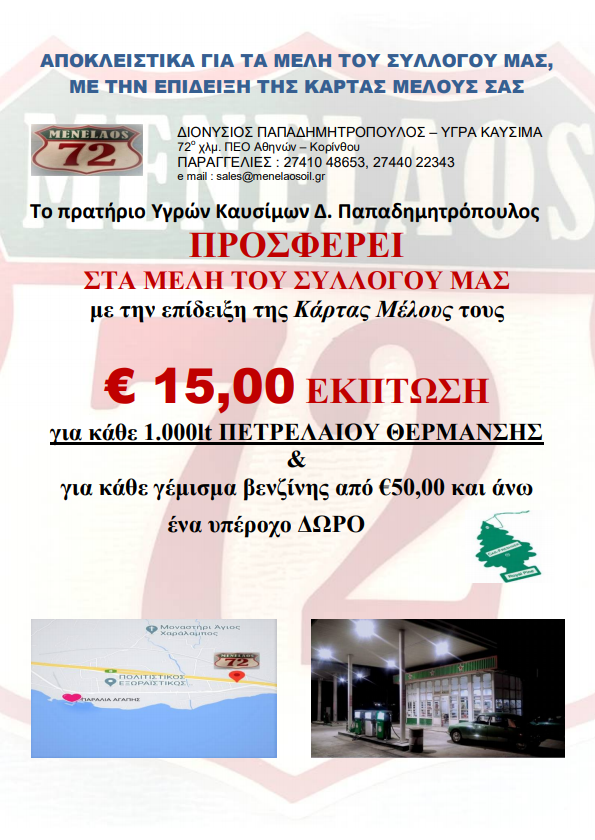 ΑΠΟΚΛΕΙΣΤΙΚΑ ΓΙΑ ΤΑ ΜΕΛΗ ΤΟΥ ΣΥΛΛΟΓΟΥ ΜΑΣ,
ΜΕ ΤΗΝ ΕΠΙΔΕΙΞΗ ΤΗΣ ΚΑΡΤΑΣ ΜΕΛΟΥΣ ΣΑΣ
MENELAOS
72
ΔΙΟΝΥΣΙΟΣ ΠΑΠΑΔΗΜΗΤΡΟΠΟΥΛΟΣ – ΥΓΡΑ ΚΑΥΣΙΜΑ
72ο χλμ. ΠΕΟ Αθηνών – Κορίνθου
ΠΑΡΑΓΓΕΛΙΕΣ : 27410 48653, 27440 22343
e mail : sales@menelaosoil.gr
MENELAOS
72
Το πρατήριο Υγρών Καυσίμων Δ. Παπαδημητρόπουλος
ΠΡΟΣΦΕΡΕΙ
ΣΤΑ ΜΕΛΗ ΤΟΥ ΣΥΛΛΟΓΟΥ ΜΑΣ
με την επίδειξη της Κάρτας Μέλους τους
€ 15,00 ΕΚΠΤΩΣΗ
για κάθε 1.000lt ΠΕΤΡΕΛΑΙΟΥ ΘΕΡΜΑΝΣΗΣ
&
για κάθε γέμισμα βενζίνης από €50,00 και άνω
ένα υπέροχο ΔΩΡΟ
Μοναστήρι Άγιος
Χαράλαμπος
MENELAOS
72
ΠΟΛΙΤΙΣΤΙΚΟΣ
ΕΞΩΡΑΪΣΤΙΚΟΣ
ΠΑΡΑΛΙΑ ΑΓΑΠΗΣ